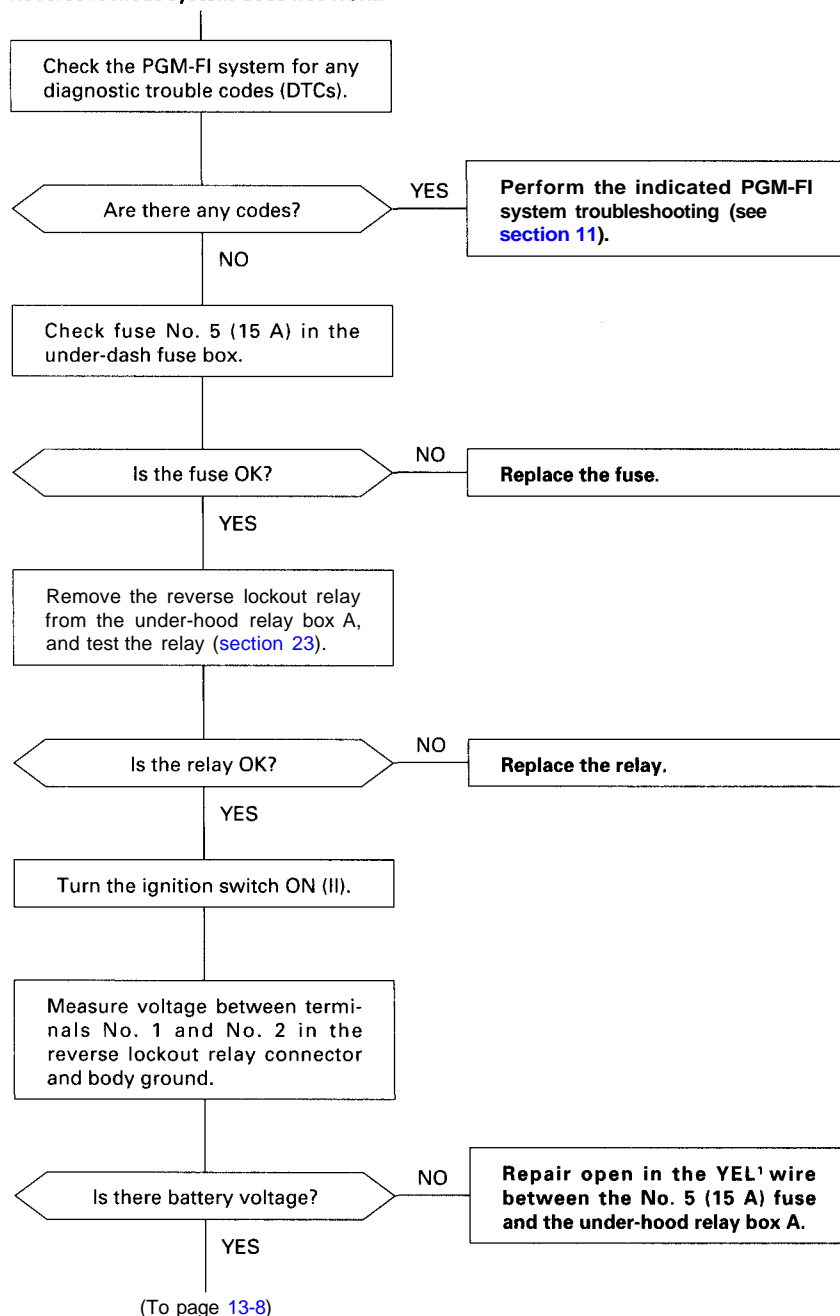 Check the PGM-FI system for any
diagnostic trouble codes (DTCs).
Are there any codes?
YES
Perform the indicated PGM-FI
system troubleshooting (see
section 11).
NO
Check fuse No. 5 (15 A) in the
under-dash fuse box.
Is the fuse OK?
NO
Replace the fuse.
YES
Remove the reverse lockout relay
from the under-hood relay box A,
and test the relay (section 23).
Is the relay OK?
NO
Replace the relay.
YES
Turn the ignition switch ON (II).
Measure voltage between termi-
nals No. 1 and No. 2 in the
reverse lockout relay connector
and body ground.
Is there battery voltage?
NO
Repair open in the YEL¹ wire
between the No. 5 (15 A) fuse
and the under-hood relay box A.
YES
(To page 13-8)